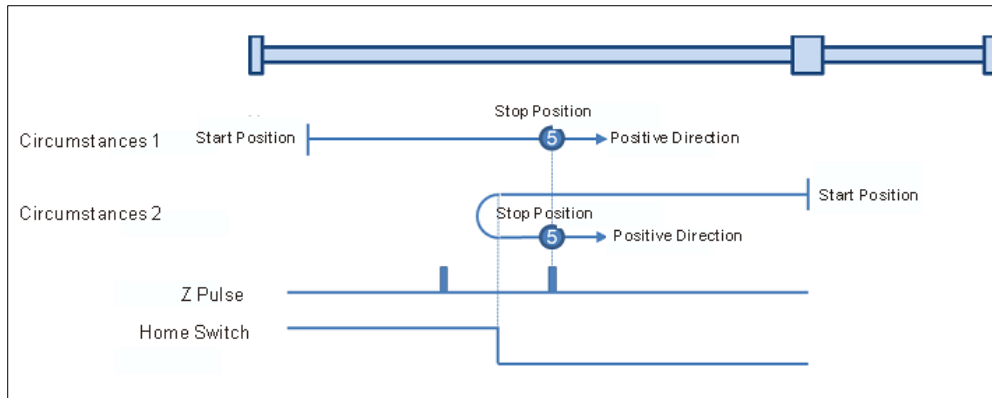 Stop Position
Circumstances 1 Start Position 5 Positive Direction
Start Position
Circumstances 2 Stop Position
5 Positive Direction
Z Pulse
Home Switch